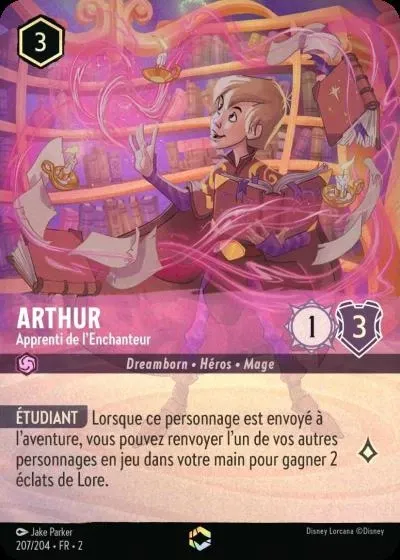 3
ARTHUR
Apprenti de l'Enchanteur
1
3
Dreamborn • Héros • Mage
ÉTUDIANT Lorsque ce personnage est envoyé à
l'aventure, vous pouvez renvoyer l'un de vos autres
personnages en jeu dans votre main pour gagner 2
éclats de Lore.
Jake Parker
207/204 • FR • 2
Disney Lorcana ©Disney